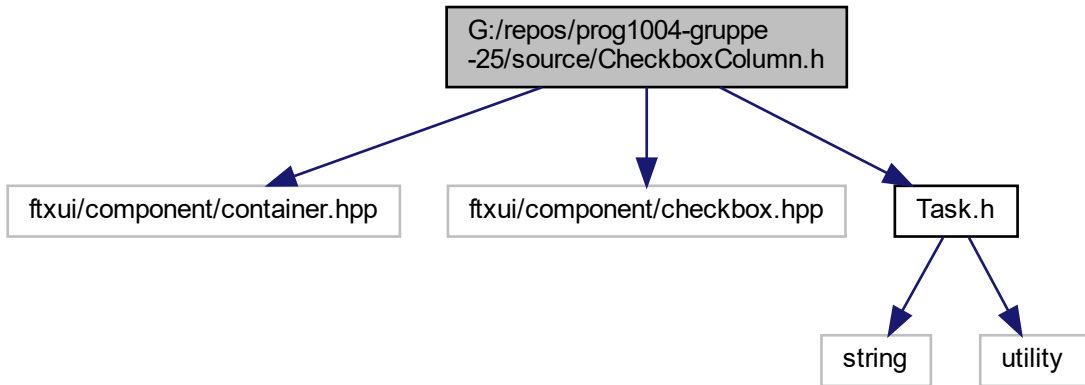 G:/repos/prog1004-gruppe
-25/source/CheckboxColumn.h
ftxui/component/container.hpp
ftxui/component/checkbox.hpp
Task.h
string
utility